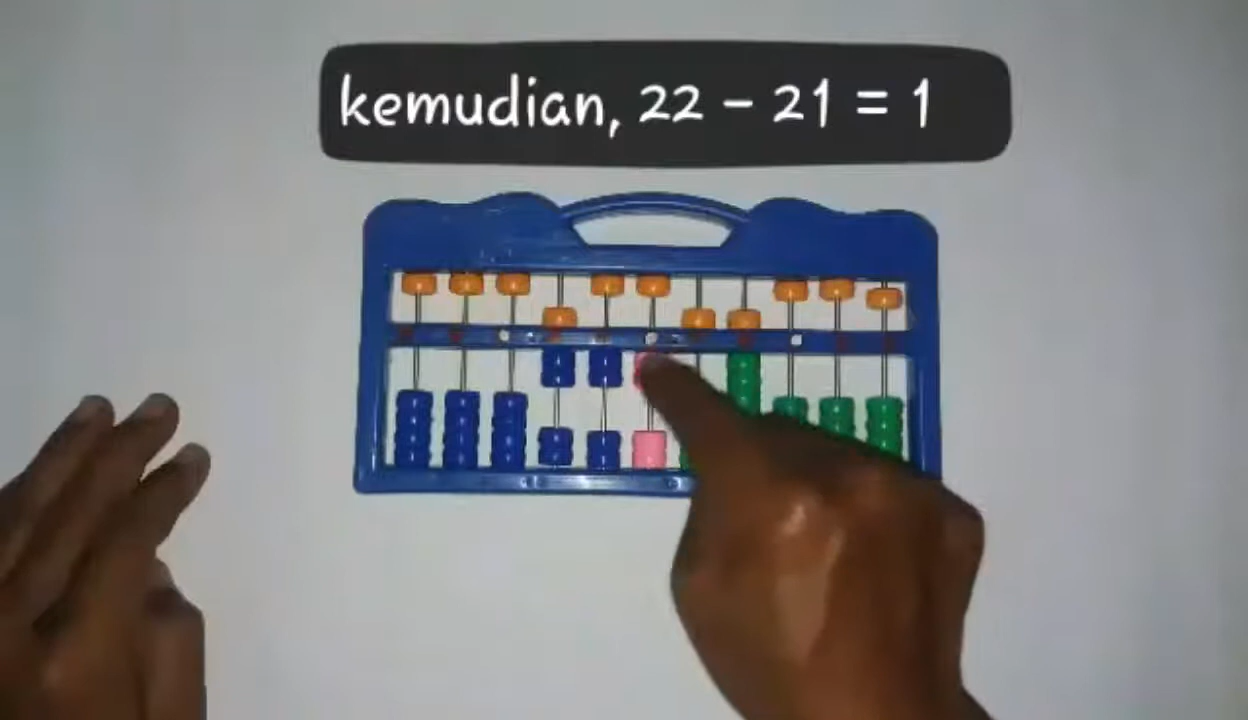 kemudian, 22 - 21 = 1